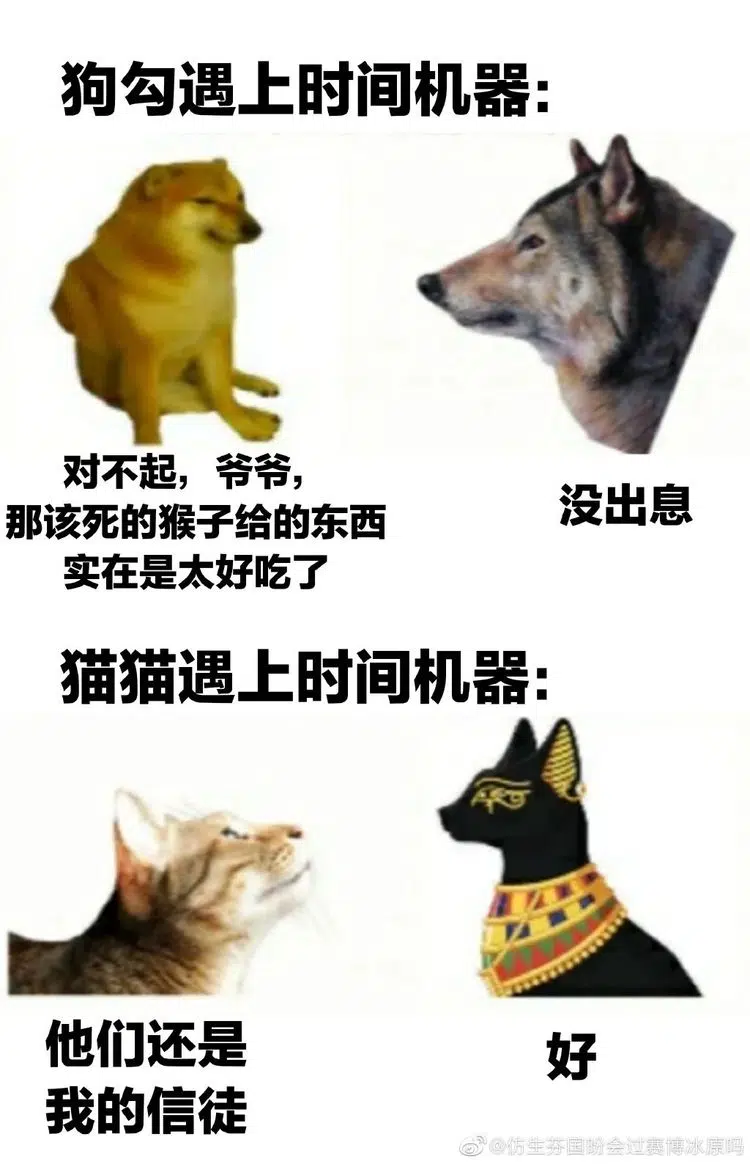 狗勾遇上时间机器:
对不起，爷爷，
那该死的猴子给的东西
实在是太好吃了
没出息
猫猫遇上时间机器:
他们还是
我的信徒
好
@仿生芬国盼会过赛博冰原吗